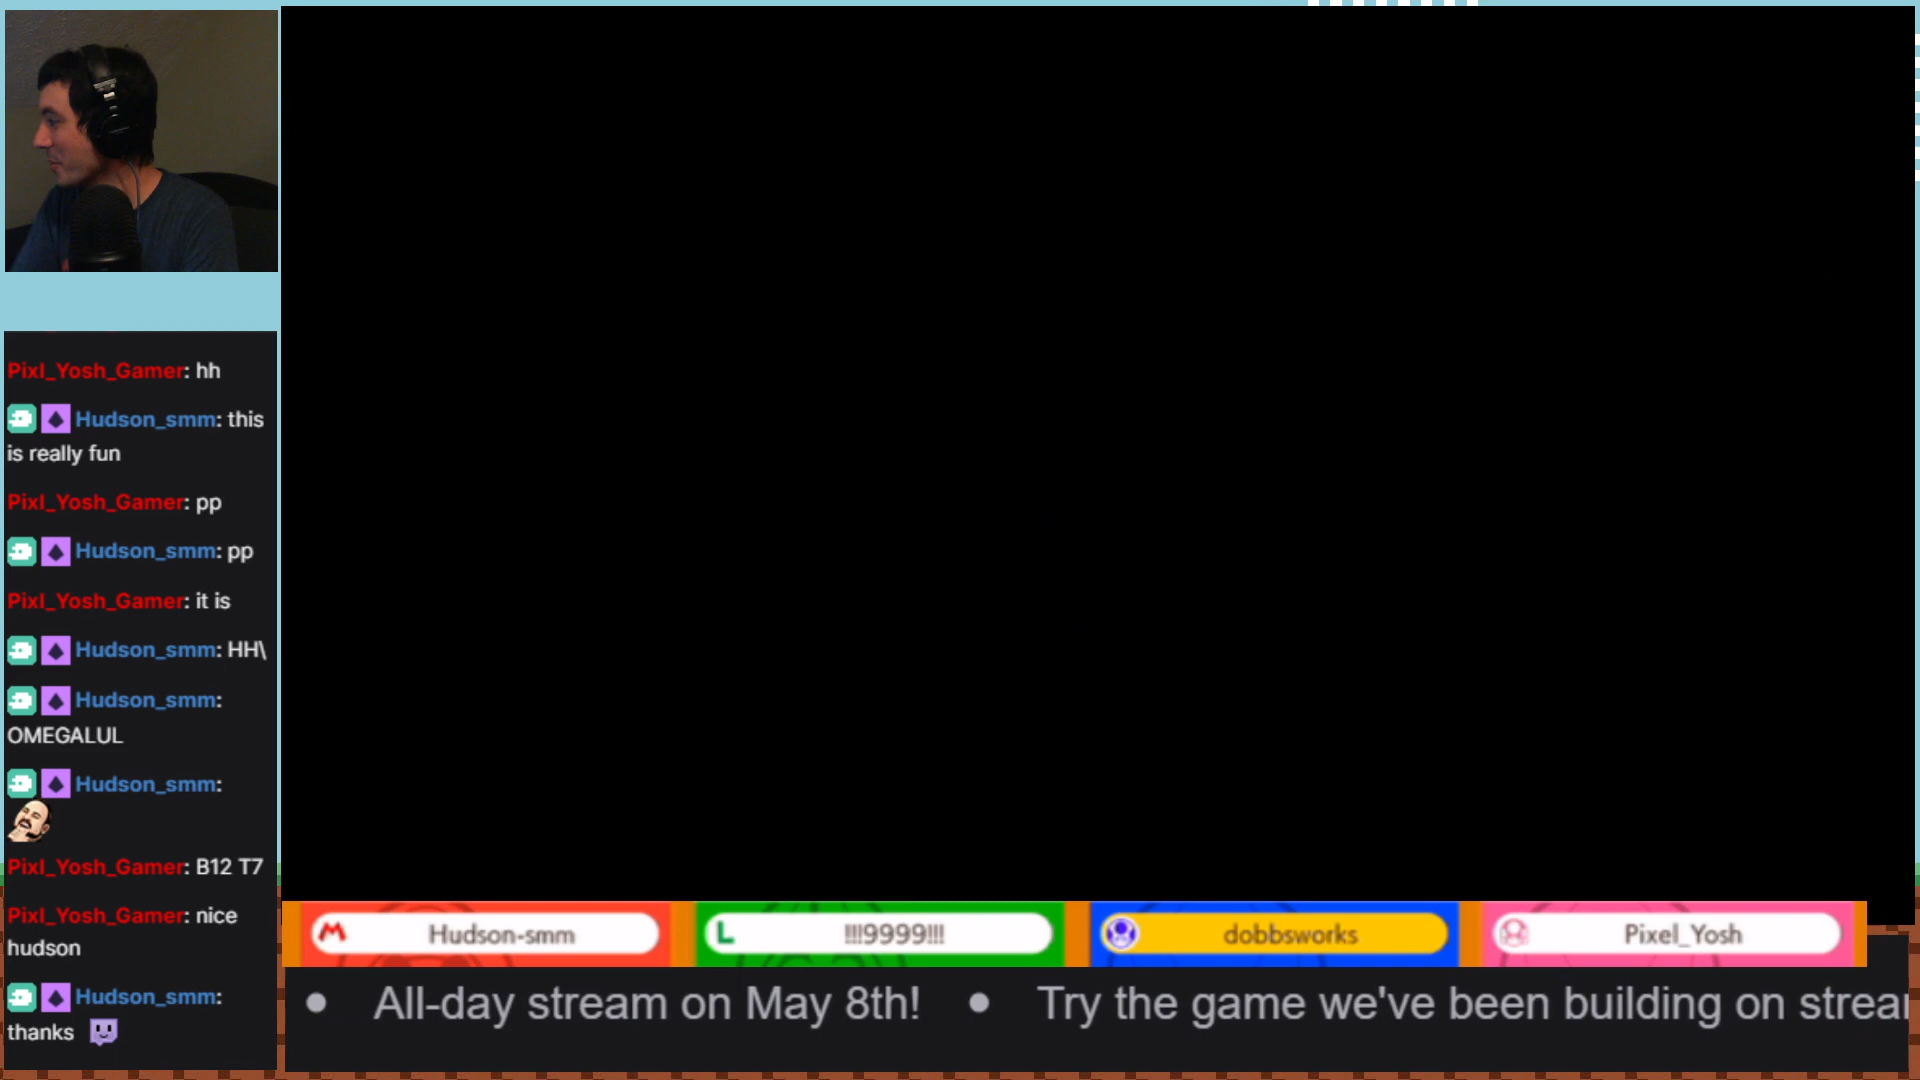 Pixl_Yosh_Gamer: hh
Hudson_smm: this
is really fun
Pixl_Yosh_Gamer: pp
Hudson_smm: pp
Pixl_Yosh_Gamer: it is
Hudson_smm: HH\
Hudson_smm:
OMEGALUL
Hudson_smm:
Pixl_Yosh_Gamer: B12 T7
Pixl_Yosh_Gamer: nice
hudson
Hudson_smm:
thanks
M Hudson-smm
L !!!9999!!!
dobbsworks
Pixel_Yosh
• All-day stream on May 8th! • Try the game we've been building on strea